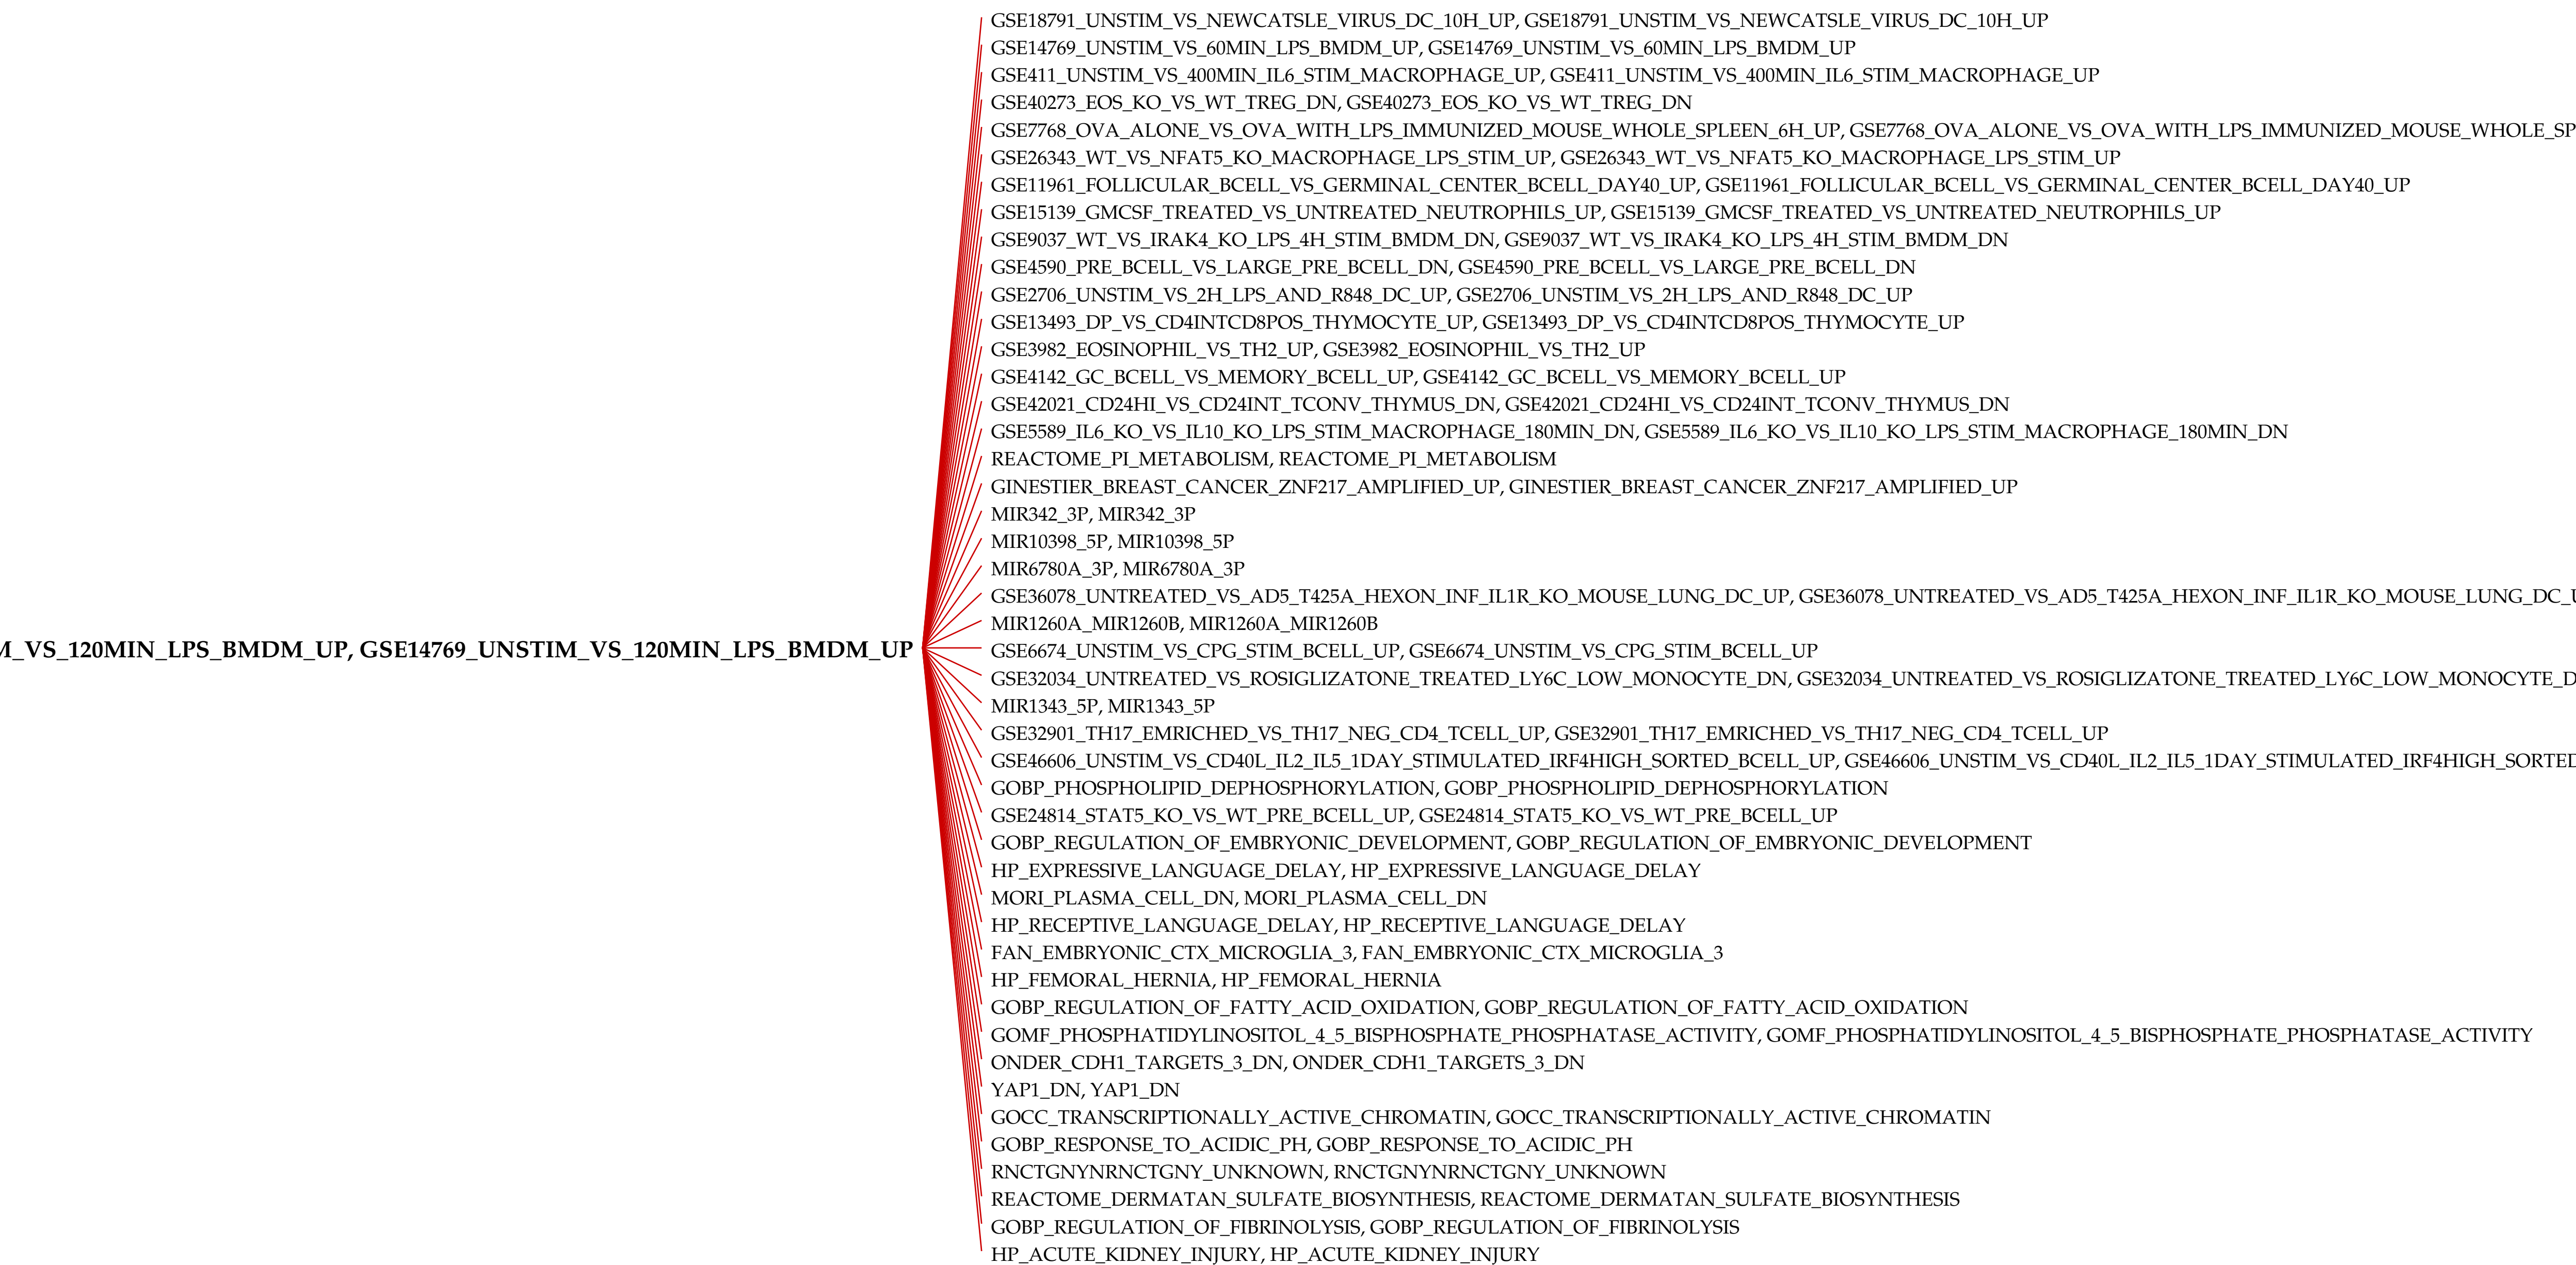 GSE18791_UNSTIM_VS_NEWCATSLE_VIRUS_DC_10H_UP, GSE18791_UNSTIM_VS_NEWCATSLE_VIRUS_DC_10H_UP
GSE14769_UNSTIM_VS_60MIN_LPS_BMDM_UP, GSE14769_UNSTIM_VS_60MIN_LPS_BMDM_UP
GSE411_UNSTIM_VS_400MIN_IL6_STIM_MACROPHAGE_UP, GSE411_UNSTIM_VS_400MIN_IL6_STIM_MACROPHAGE_UP
GSE40273_EOS_KO_VS_WT_TREG_DN, GSE40273_EOS_KO_VS_WT_TREG_DN
GSE7768_OVA_ALONE_VS_OVA_WITH_LPS_IMMUNIZED_MOUSE_WHOLE_SPLEEN_6H_UP, GSE7768_OVA_ALONE_VS_OVA_WITH_LPS_IMMUNIZED_MOUSE_WHOLE_SP
GSE26343_WT_VS_NFAT5_KO_MACROPHAGE_LPS_STIM_UP, GSE26343_WT_VS_NFAT5_KO_MACROPHAGE_LPS_STIM_UP
GSE11961_FOLLICULAR_BCELL_VS_GERMINAL_CENTER_BCELL_DAY40_UP, GSE11961_FOLLICULAR_BCELL_VS_GERMINAL_CENTER_BCELL_DAY40_UP
GSE15139_GMCSF_TREATED_VS_UNTREATED_NEUTROPHILS_UP, GSE15139_GMCSF_TREATED_VS_UNTREATED_NEUTROPHILS_UP
GSE9037_WT_VS_IRAK4_KO_LPS_4H_STIM_BMDM_DN, GSE9037_WT_VS_IRAK4_KO_LPS_4H_STIM_BMDM_DN
GSE4590_PRE_BCELL_VS_LARGE_PRE_BCELL_DN, GSE4590_PRE_BCELL_VS_LARGE_PRE_BCELL_DN
GSE2706_UNSTIM_VS_2H_LPS_AND_R848_DC_UP, GSE2706_UNSTIM_VS_2H_LPS_AND_R848_DC_UP
GSE13493_DP_VS_CD4INTCD8POS_THYMOCYTE_UP, GSE13493_DP_VS_CD4INTCD8POS_THYMOCYTE_UP
GSE3982_EOSINOPHIL_VS_TH2_UP, GSE3982_EOSINOPHIL_VS_TH2_UP
GSE4142_GC_BCELL_VS_MEMORY_BCELL_UP, GSE4142_GC_BCELL_VS_MEMORY_BCELL_UP
GSE42021_CD24HI_VS_CD24INT_TCONV_THYMUS_DN, GSE42021_CD24HI_VS_CD24INT_TCONV_THYMUS_DN
GSE5589_IL6_KO_VS_IL10_KO_LPS_STIM_MACROPHAGE_180MIN_DN, GSE5589_IL6_KO_VS_IL10_KO_LPS_STIM_MACROPHAGE_180MIN_DN
REACTOME_PI_METABOLISM, REACTOME_PI_METABOLISM
GINESTIER_BREAST_CANCER_ZNF217_AMPLIFIED_UP, GINESTIER_BREAST_CANCER_ZNF217_AMPLIFIED_UP
MIR342_3P, MIR342_3P
MIR10398_5P, MIR10398_5P
MIR6780A_3P, MIR6780A_3P
GSE36078_UNTREATED_VS_AD5_T425A_HEXON_INF_IL1R_KO_MOUSE_LUNG_DC_UP, GSE36078_UNTREATED_VS_AD5_T425A_HEXON_INF_IL1R_KO_MOUSE_LUNG_DC_U
MIR1260A_MIR1260B, MIR1260A_MIR1260B
M_VS_120MIN_LPS_BMDM_UP, GSE14769_UNSTIM_VS_120MIN_LPS_BMDM_UP
GSE6674_UNSTIM_VS_CPG_STIM_BCELL_UP, GSE6674_UNSTIM_VS_CPG_STIM_BCELL_UP
GSE32034_UNTREATED_VS_ROSIGLIZATONE_TREATED_LY6C_LOW_MONOCYTE_DN, GSE32034_UNTREATED_VS_ROSIGLIZATONE_TREATED_LY6C_LOW_MONOCYTE_D
MIR1343_5P, MIR1343_5P
GSE32901_TH17_EMRICHED_VS_TH17_NEG_CD4_TCELL_UP, GSE32901_TH17_EMRICHED_VS_TH17_NEG_CD4_TCELL_UP
GSE46606_UNSTIM_VS_CD40L_IL2_IL5_1DAY_STIMULATED_IRF4HIGH_SORTED_BCELL_UP, GSE46606_UNSTIM_VS_CD40L_IL2_IL5_1DAY_STIMULATED_IRF4HIGH_SORTED
GOBP_PHOSPHOLIPID_DEPHOSPHORYLATION, GOBP_PHOSPHOLIPID_DEPHOSPHORYLATION
GSE24814_STAT5_KO_VS_WT_PRE_BCELL_UP, GSE24814_STAT5_KO_VS_WT_PRE_BCELL_UP
GOBP_REGULATION_OF_EMBRYONIC_DEVELOPMENT, GOBP_REGULATION_OF_EMBRYONIC_DEVELOPMENT
HP_EXPRESSIVE_LANGUAGE_DELAY, HP_EXPRESSIVE_LANGUAGE_DELAY
MORI_PLASMA_CELL_DN, MORI_PLASMA_CELL_DN
HP_RECEPTIVE_LANGUAGE_DELAY, HP_RECEPTIVE_LANGUAGE_DELAY
FAN_EMBRYONIC_CTX_MICROGLIA_3, FAN_EMBRYONIC_CTX_MICROGLIA_3
HP_FEMORAL_HERNIA, HP_FEMORAL_HERNIA
GOBP_REGULATION_OF_FATTY_ACID_OXIDATION, GOBP_REGULATION_OF_FATTY_ACID_OXIDATION
GOMF_PHOSPHATIDYLINOSITOL_4_5_BISPHOSPHATE_PHOSPHATASE_ACTIVITY, GOMF_PHOSPHATIDYLINOSITOL_4_5_BISPHOSPHATE_PHOSPHATASE_ACTIVITY
ONDER_CDH1_TARGETS_3_DN, ONDER_CDH1_TARGETS_3_DN
YAP1_DN, YAP1_DN
GOCC_TRANSCRIPTIONALLY_ACTIVE_CHROMATIN, GOCC_TRANSCRIPTIONALLY_ACTIVE_CHROMATIN
GOBP_RESPONSE_TO_ACIDIC_PH, GOBP_RESPONSE_TO_ACIDIC_PH
RNCTGNYNRNCTGNY_UNKNOWN, RNCTGNYNRNCTGNY_UNKNOWN
REACTOME_DERMATAN_SULFATE_BIOSYNTHESIS, REACTOME_DERMATAN_SULFATE_BIOSYNTHESIS
GOBP_REGULATION_OF_FIBRINOLYSIS, GOBP_REGULATION_OF_FIBRINOLYSIS
HP_ACUTE_KIDNEY_INJURY, HP_ACUTE_KIDNEY_INJURY